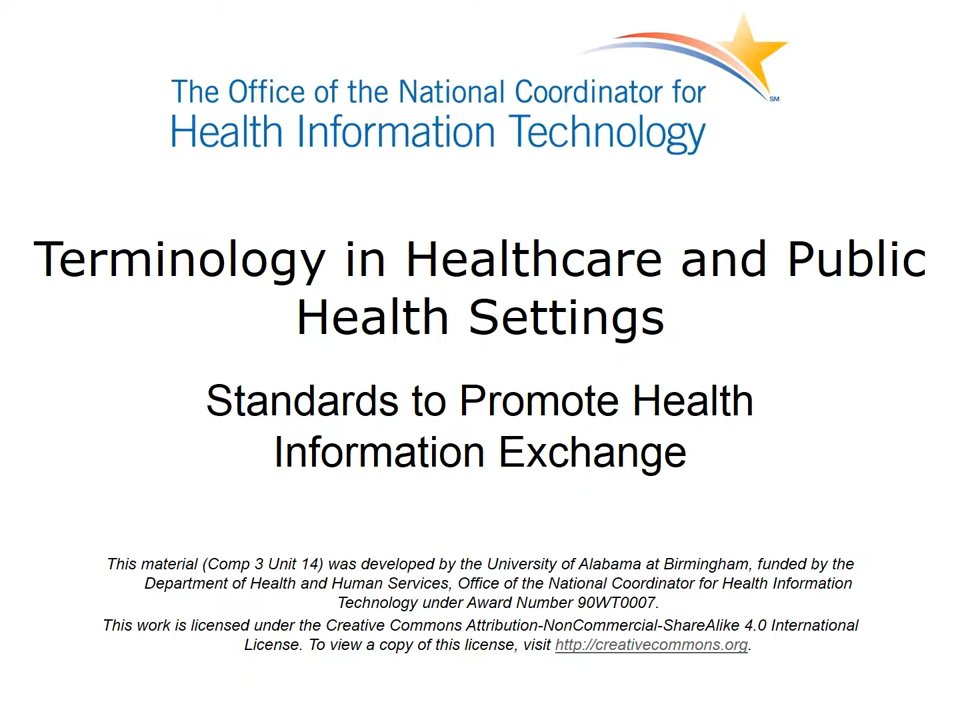 The Office of the National Coordinator for
Health Information Technology
SM
Terminology in Healthcare and Public
Health Settings
Standards to Promote Health
Information Exchange
This material (Comp 3 Unit 14) was developed by the University of Alabama at Birmingham, funded by the
Department of Health and Human Services, Office of the National Coordinator for Health Information
Technology under Award Number 90WT0007.
This work is licensed under the Creative Commons Attribution-NonCommercial-ShareAlike 4.0 International
License. To view a copy of this license, visit http://creativecommons.org.